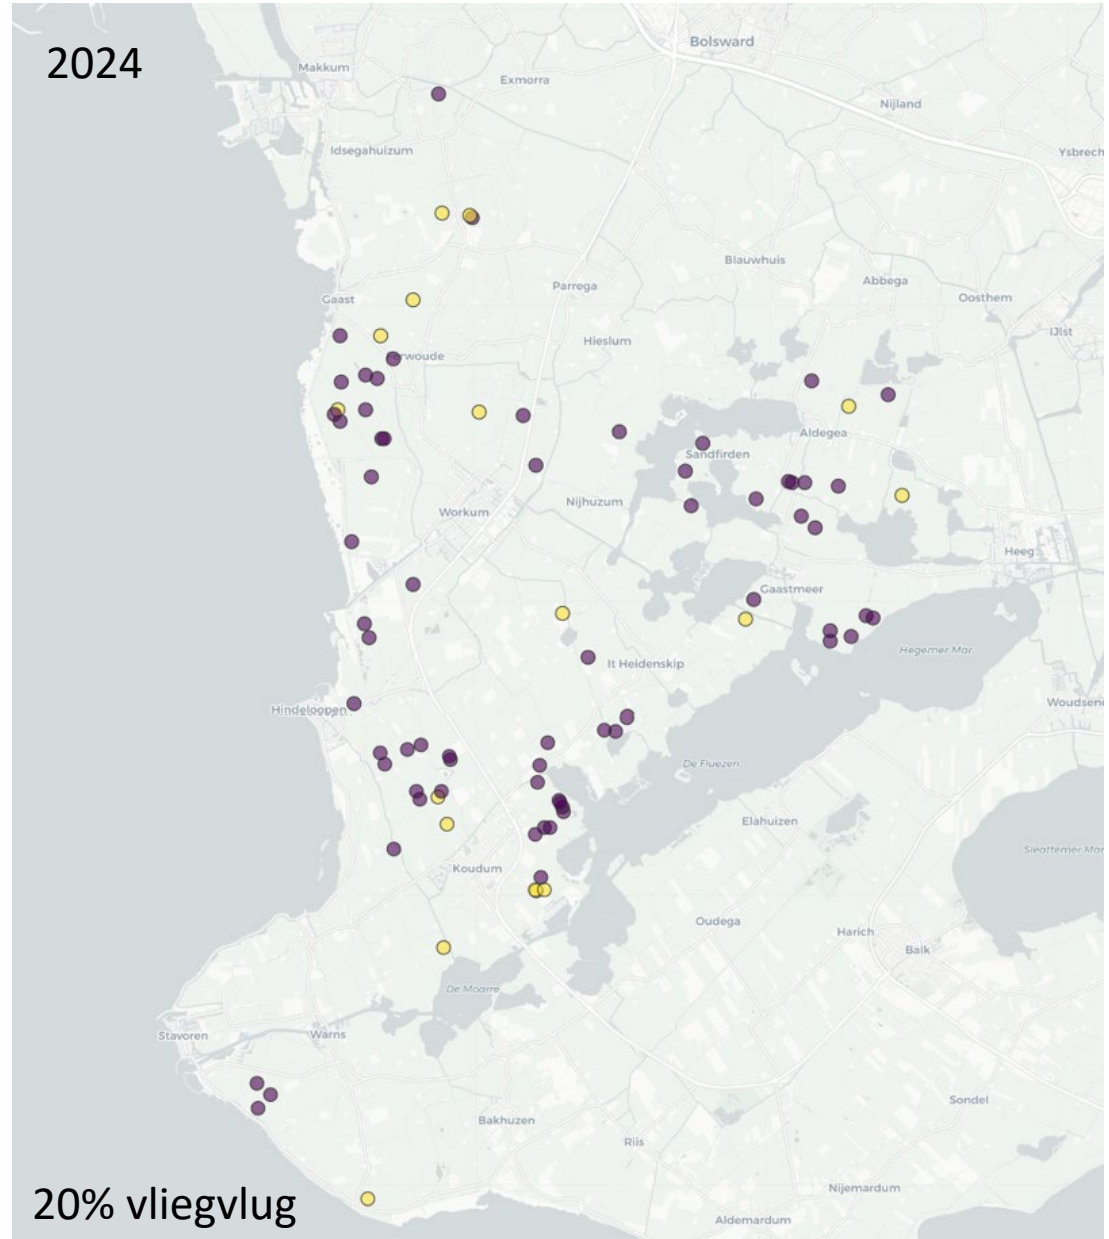 2024
Bolsward
Makkum
Exmorra
Nijland
Idsegahuizum
Ysbrech
Blauwhuis
Abbega
Parrega
Gaast
Oosthem
IJlst
Hieslum
rwoude
Aldegea
Sandfirden
Nijhuzum
Workum
Heeg
Gaastmeer
Hegemer Mar
It Heidenskip
Woudsen
Hindeloopen
De Fluezen
Elahuizen
Sleattemer Mar
Koudum
Oudega
Harich
Balk
De Moarre
Stavoren
Warns
Sondel
Bakhuzen
Riis
Nijemardum
20% vliegvlug
Aldemardum